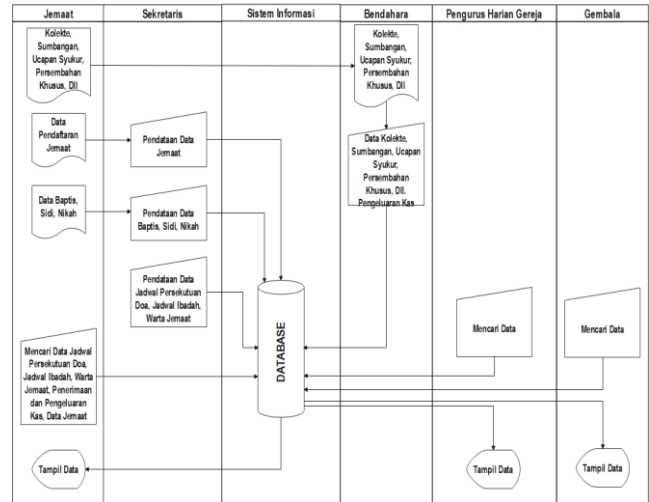 Jemaat
Sekretaris
Sistem Informasi
Bendahara
Pengurus Harian Gereja
Gembala
Kolekte,
Sumbangan,
Ucapan Syukur,
Persembahan
Khusus, Dll
Kolekte,
Sumbangan,
Ucapan Syukur,
Persembahan
Khusus, Dll
Data
Pendaftaran
Jemaat
Pendataan Data
Jemaat
Data Kolekte,
Sumbangan, Ucapan
Syukur,
Persembahan
Khusus, Dll.
Pengeluaran Kas
Data Baptis,
Sidi, Nikah
Pendataan Data
Baptis, Sidi, Nikah
Pendataan Data
Jadwal Persekutuan
Doa, Jadwal Ibadah,
Warta Jemaat
DATABASE
Mencari Data
Mencari Data
Mencari Data Jadwal
Persekutuan Doa,
Jadwal Ibadah, Warta
Jemaat, Penerimaan
dan Pengeluaran
Kas, Data Jemaat
Tampil Data
Tampil Data
Tampil Data